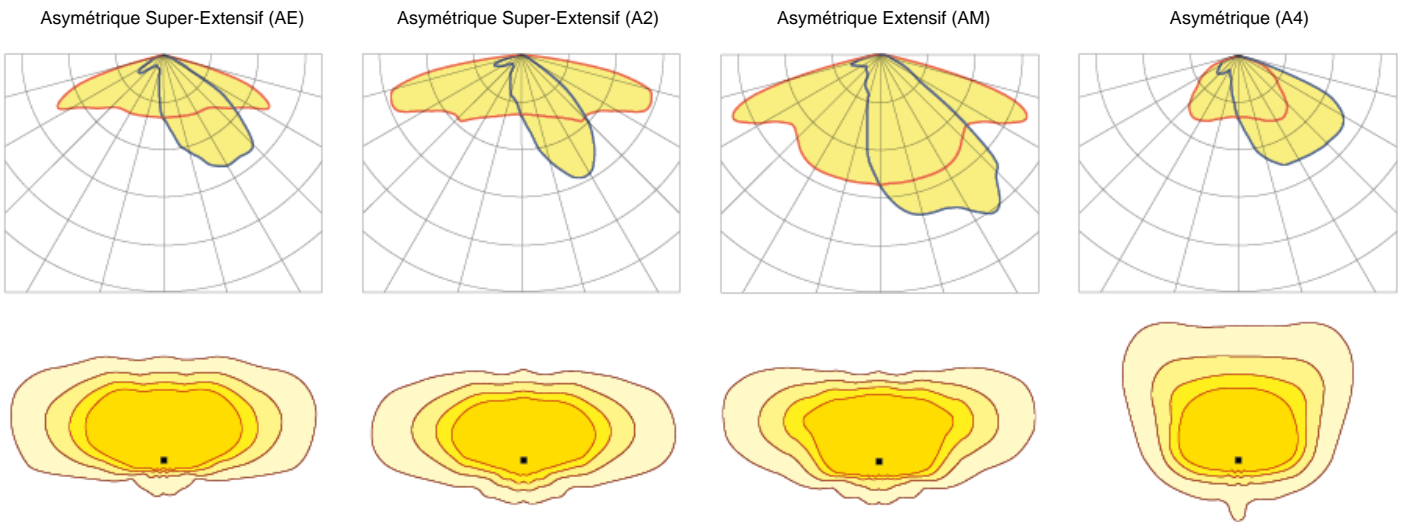 Asymétrique Super-Extensif (AE)
Asymétrique Super-Extensif (A2)
Asymétrique Extensif (AM)
Asymétrique (A4)